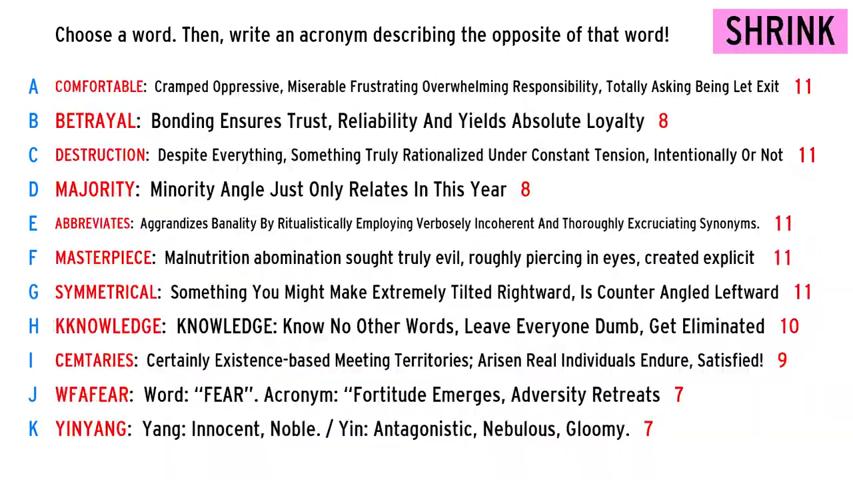 Choose a word. Then, write an acronym describing the opposite of that word!
SHRINK
A COMFORTABLE: Cramped Oppressive, Miserable Frustrating Overwhelming Responsibility, Totally Asking Being Let Exit 11
B BETRAYAL: Bonding Ensures Trust, Reliability And Yields Absolute Loyalty 8
C DESTRUCTION: Despite Everything, Something Truly Rationalized Under Constant Tension, Intentionally Or Not 11
D MAJORITY: Minority Angle Just Only Relates In This Year 8
E ABBREVIATES: Aggrandizes Banality By Ritualistically Employing Verbosely Incoherent And Thoroughly Excruciating Synonyms. 11
F MASTERPIECE: Malnutrition abomination sought truly evil, roughly piercing in eyes, created explicit 11
G SYMMETRICAL: Something You Might Make Extremely Tilted Rightward, Is Counter Angled Leftward 11
H KKNOWLEDGE: KNOWLEDGE: Know No Other Words, Leave Everyone Dumb, Get Eliminated 10
I CEMTARIES: Certainly Existence-based Meeting Territories; Arisen Real Individuals Endure, Satisfied! 9
J WFAFEAR: Word: “FEAR”. Acronym: “Fortitude Emerges, Adversity Retreats 7
K YINYANG: Yang: Innocent, Noble. / Yin: Antagonistic, Nebulous, Gloomy. 7